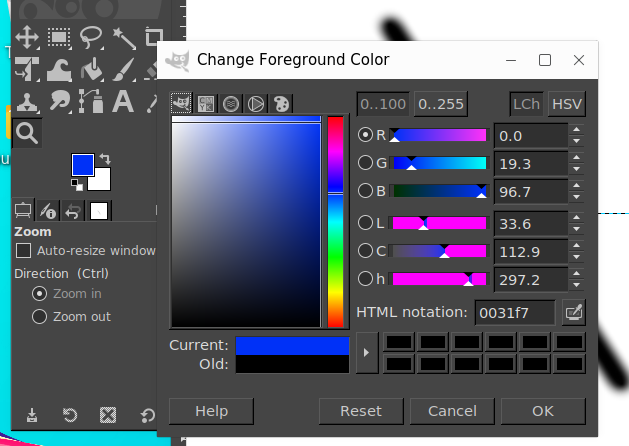 Change Foreground Color
0..100 0..255 LCh HSV
R 0.0
G 19.3
B 96.7
L 33.6
C 112.9
h 297.2
HTML notation: 0031f7
Current:
Old:
Help Reset Cancel OK
A
Zoom
Auto-resize window
Direction (Ctrl)
Zoom in
Zoom out